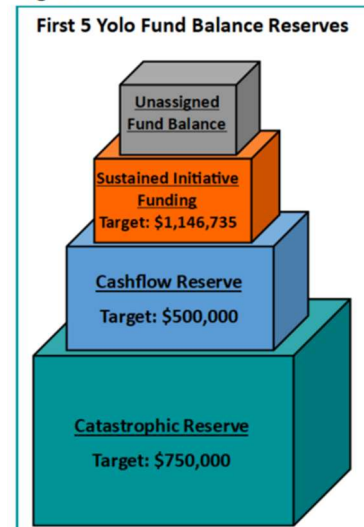 First 5 Yolo Fund Balance Reserves
Unassigned
Fund Balance
Sustained Initiative
Funding
Target: $1,146,735
Cashflow Reserve
Target: $500,000
Catastrophic Reserve
Target: $750,000